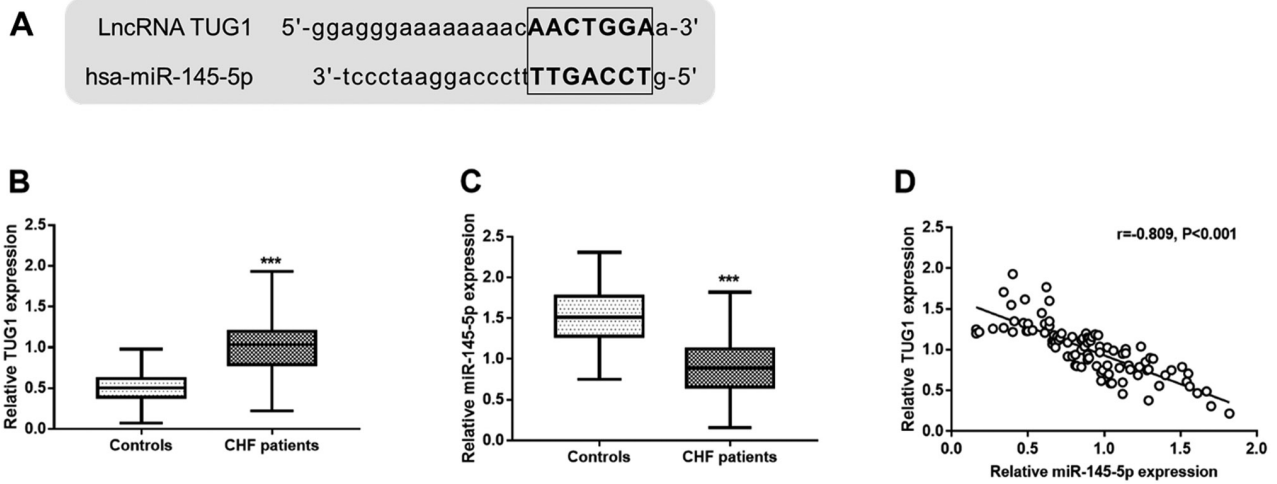 A
LncRNA TUG1 5'-ggagggaaaaaaaacAACTGGAa-3'
hsa-miR-145-5p 3'-tccctaaggacccttTTGACCTg-5'
B
Relative TUG1 expression
2.5
2.0
1.5
1.0
0.5
0.0
***
Controls CHF patients
C
Relative miR-145-5p expression
2.5
2.0
1.5
1.0
0.5
0.0
***
Controls CHF patients
D
Relative TUG1 expression
2.5
2.0
1.5
1.0
0.5
0.0
r=-0.809, P<0.001
0.0 0.5 1.0 1.5 2.0
Relative miR-145-5p expression